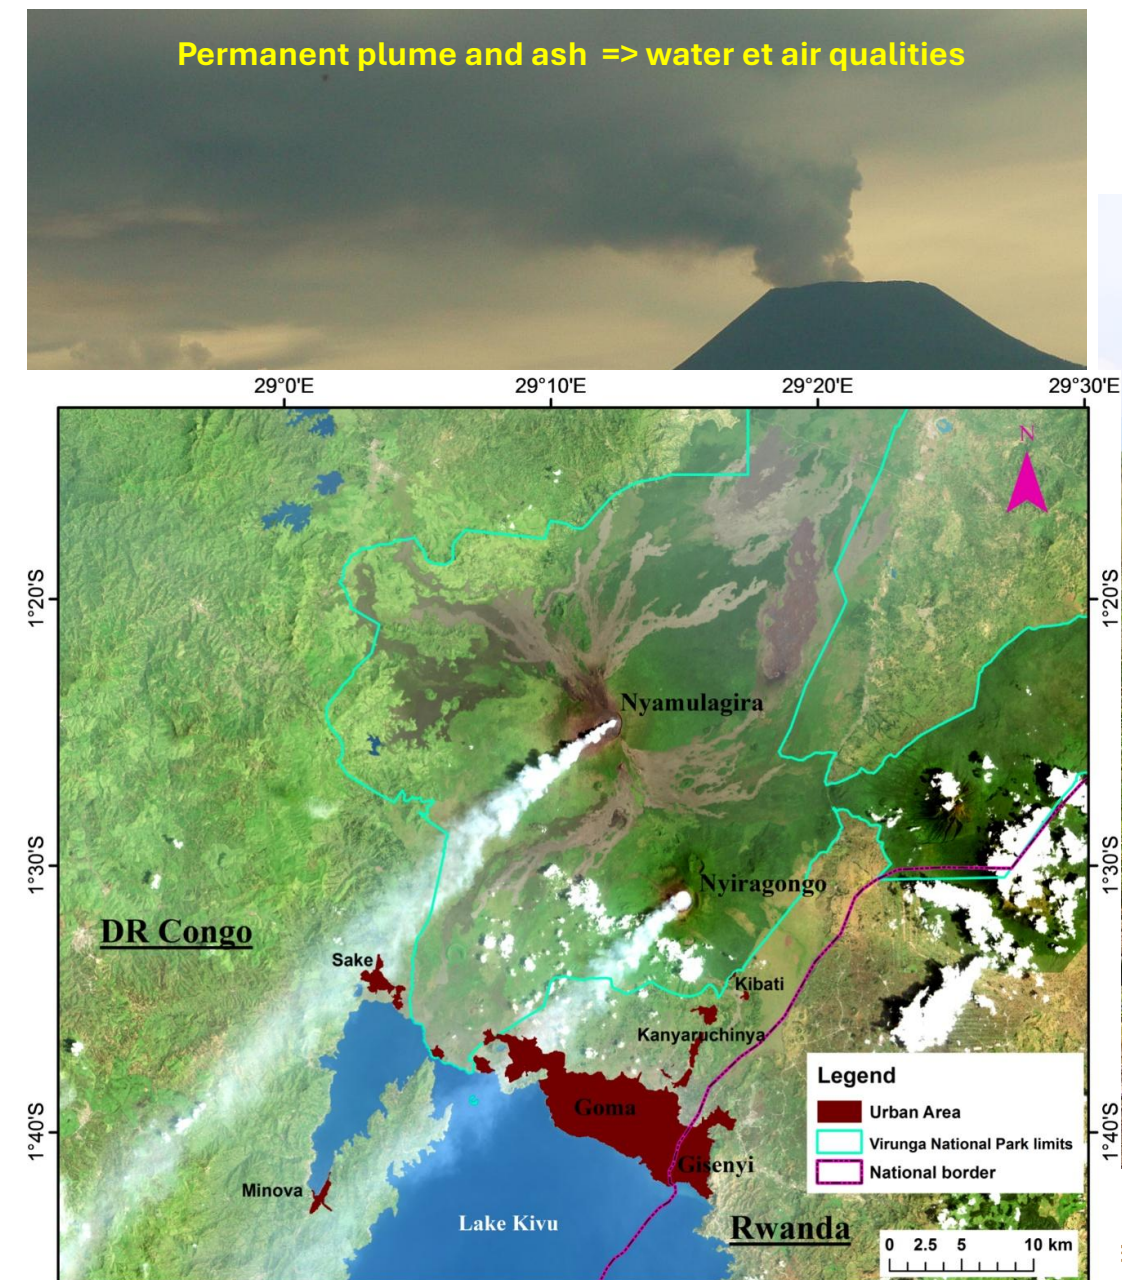 Permanent plume and ash => water et air qualities
29°0'E
29°10'E
29°20'E
29°30'E
N
1°20'S
1°20'S
Nyamulagira
1°30'S
1°30'S
Nyiragongo
DR Congo
Sake
Kibati
Kanyaruchinya
Legend
Urban Area
Virunga National Park limits
National border
Goma
1°40'S
1°40'S
Gisenyi
Minova
Lake Kivu
Rwanda
0 2.5 5 10 km